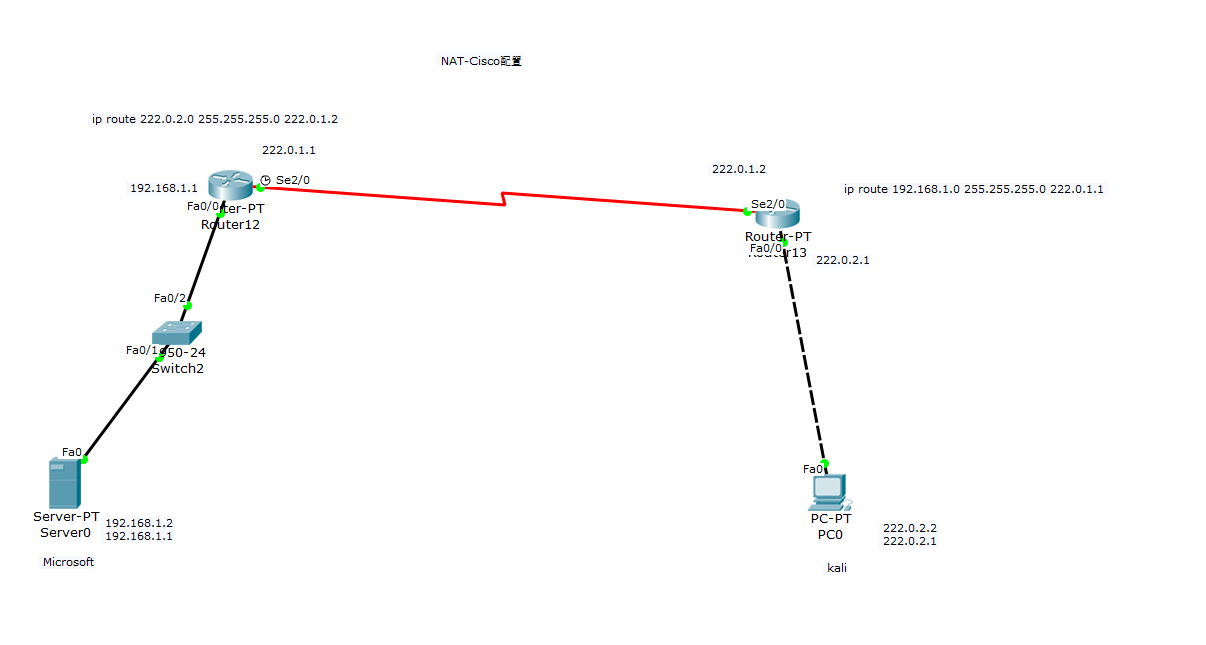 NAT-Cisco配置
ip route 222.0.2.0 255.255.255.0 222.0.1.2
222.0.1.1
222.0.1.2
Se2/0
192.168.1.1
ip route 192.168.1.0 255.255.255.0 222.0.1.1
Fa0/0
Se2/0
Router12
Router-PT
Fa0/0
222.0.2.1
Fa0/2
Fa0/1
950-24
Switch2
Fa0
Fa0
Server-PT
Server0
192.168.1.2
192.168.1.1
PC-PT
PC0
222.0.2.2
222.0.2.1
Microsoft
kali